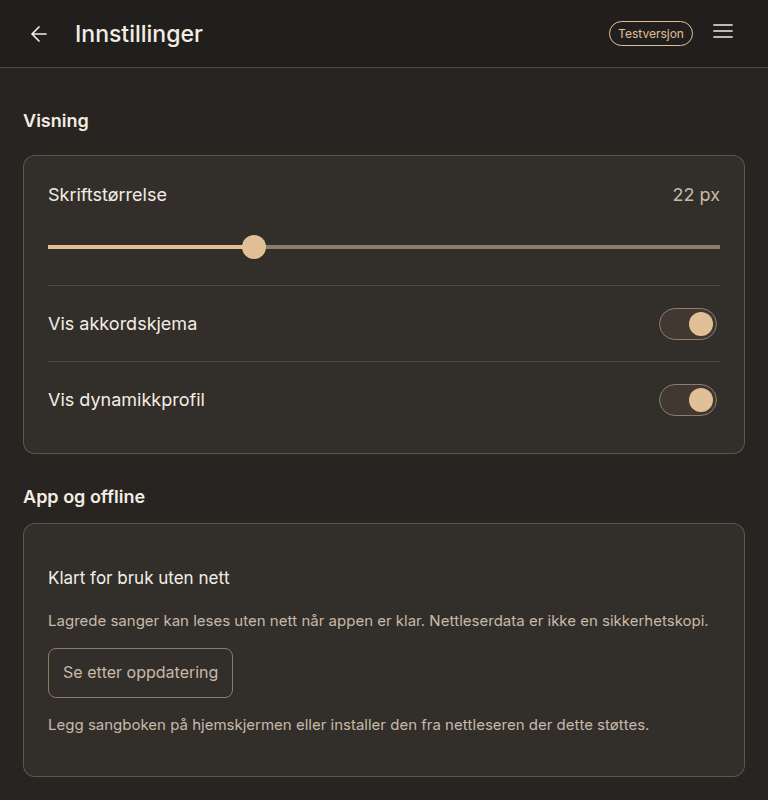 Innstillinger
Testversjon
Visning
Skriftstørrelse
22 px
Vis akkordskjema
Vis dynamikkprofil
App og offline
Klart for bruk uten nett
Lagrede sanger kan leses uten nett når appen er klar. Nettleserdata er ikke en sikkerhetskopi.
Se etter oppdatering
Legg sangboken på hjemskjermen eller installer den fra nettleseren der dette støttes.